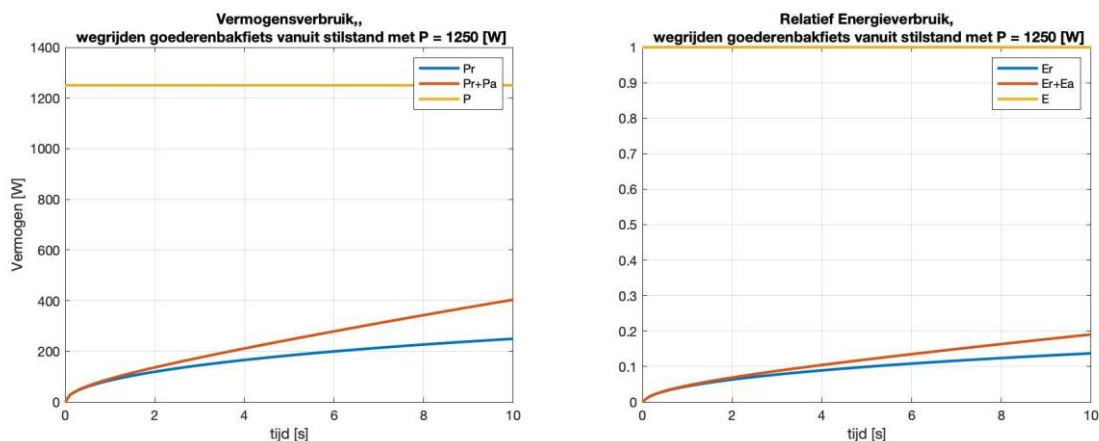 Vermogensverbruik,,
wegrijden goederenbakfiets vanuit stilstand met P = 1250 [W]
1400
1200
1000
800
600
400
200
0
Vermogen [W]
Pr
Pr+Pa
P
0 2 4 6 8 10
tijd [s]
Relatief Energieverbruik,
wegrijden goederenbakfiets vanuit stilstand met P = 1250 [W]
1
0.9
0.8
0.7
0.6
0.5
0.4
0.3
0.2
0.1
0
Er
Er+Ea
E
0 2 4 6 8 10
tijd [s]